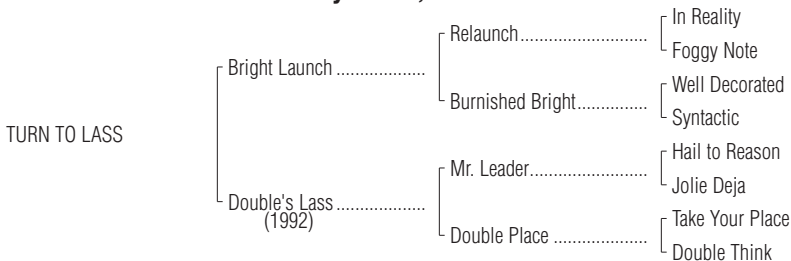 In Reality
Relaunch...........................
Foggy Note
Bright Launch ...................
Well Decorated
Burnished Bright...............
Syntactic
TURN TO LASS
Hail to Reason
Mr. Leader.........................
Jolie Deja
Double's Lass ...................
(1992)
Take Your Place
Double Place ....................
Double Think